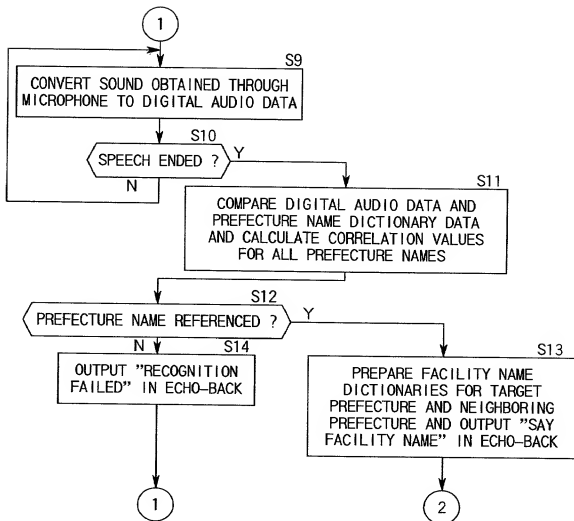 1
S9
CONVERT SOUND OBTAINED THROUGH
MICROPHONE TO DIGITAL AUDIO DATA
S10
SPEECH ENDED ?
Y
N
S11
COMPARE DIGITAL AUDIO DATA AND
PREFECTURE NAME DICTIONARY DATA
AND CALCULATE CORRELATION VALUES
FOR ALL PREFECTURE NAMES
S12
PREFECTURE NAME REFERENCED ?
Y
N
S14
OUTPUT "RECOGNITION
FAILED" IN ECHO-BACK
S13
PREPARE FACILITY NAME
DICTIONARIES FOR TARGET
PREFECTURE AND NEIGHBORING
PREFECTURE AND OUTPUT "SAY
FACILITY NAME" IN ECHO-BACK
1
2